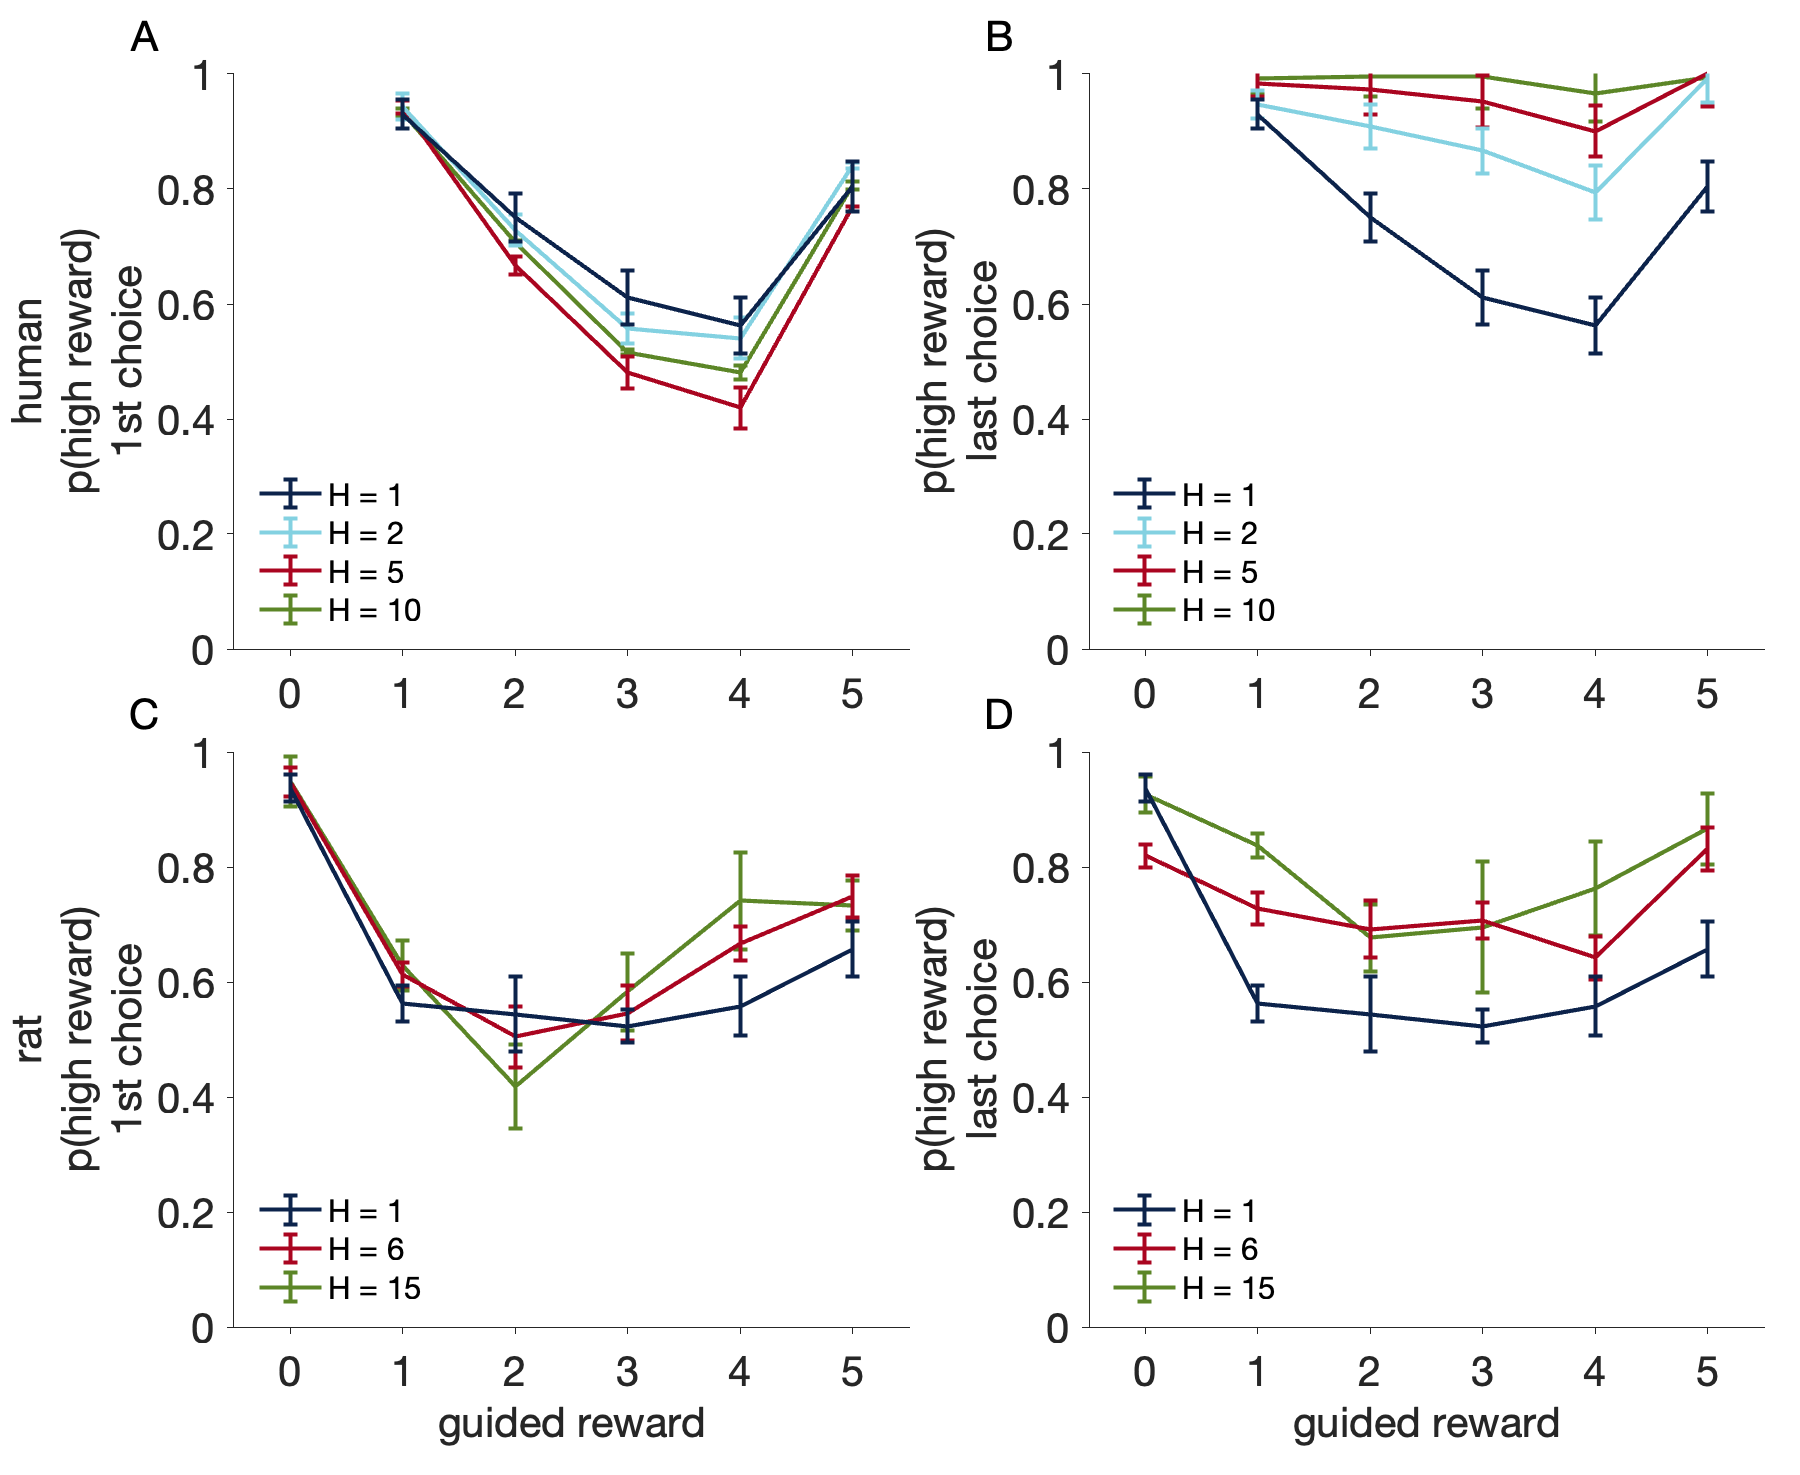 A
human
p(high reward)
1st choice
1
0.8
0.6
0.4
0.2
0
H = 1
H = 2
H = 5
H = 10
0 1 2 3 4 5
B
p(high reward)
last choice
1
0.8
0.6
0.4
0.2
0
H = 1
H = 2
H = 5
H = 10
0 1 2 3 4 5
C
rat
p(high reward)
1st choice
1
0.8
0.6
0.4
0.2
0
H = 1
H = 6
H = 15
0 1 2 3 4 5
guided reward
D
p(high reward)
last choice
1
0.8
0.6
0.4
0.2
0
H = 1
H = 6
H = 15
0 1 2 3 4 5
guided reward